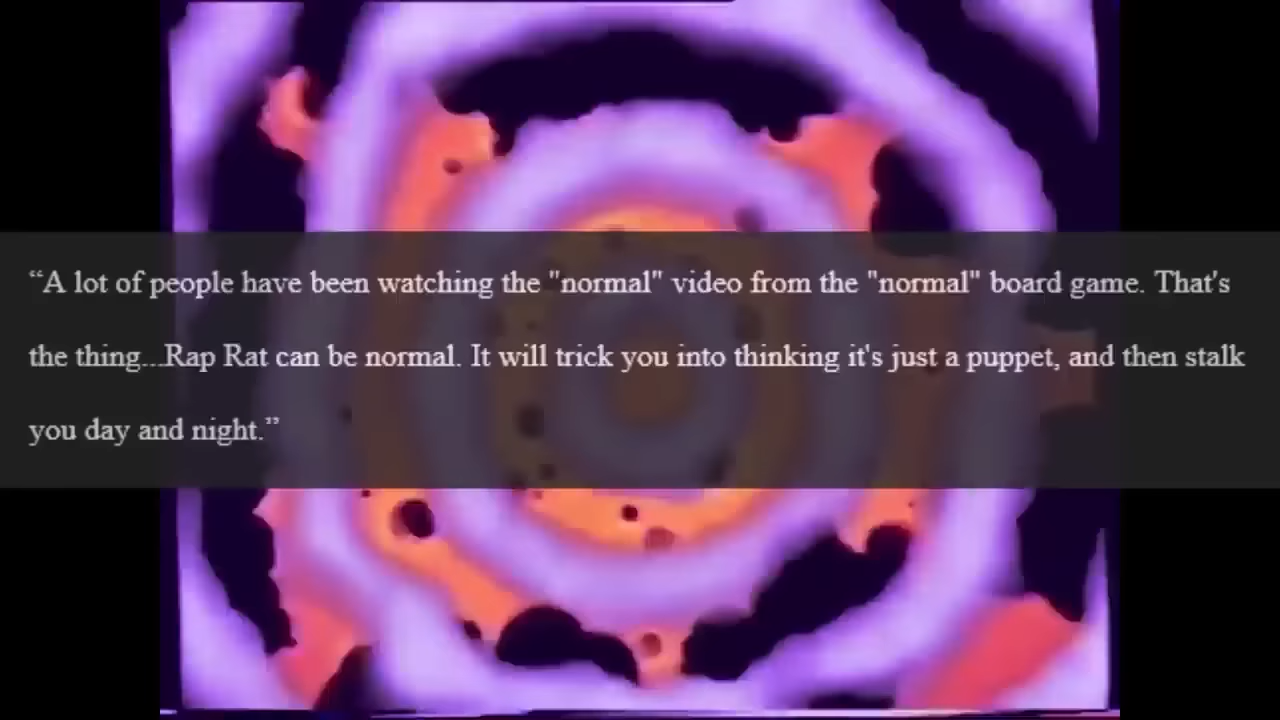 “A lot of people have been watching the "normal" video from the "normal" board game. That's
the thing...Rap Rat can be normal. It will trick you into thinking it's just a puppet, and then stalk
you day and night.”